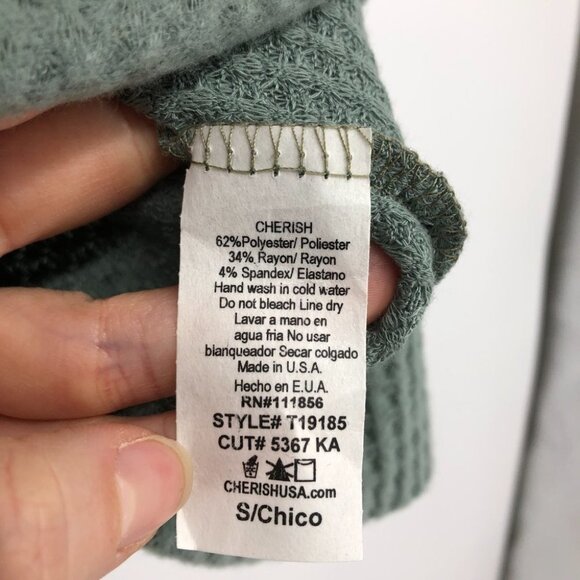 CHERISH
62%Polyester/ Poliester
34% Rayon/ Rayon
4% Spandex/ Elastano
Hand wash in cold water
Do not bleach Line dry
Lavar a mano en
agua fria No usar
blanqueador Secar colgado
Made in U.S.A.
Hecho en E.U.A.
RN#111856
STYLE# T19185
CUT# 5367 KA
CHERISHUSA.com
S/Chico